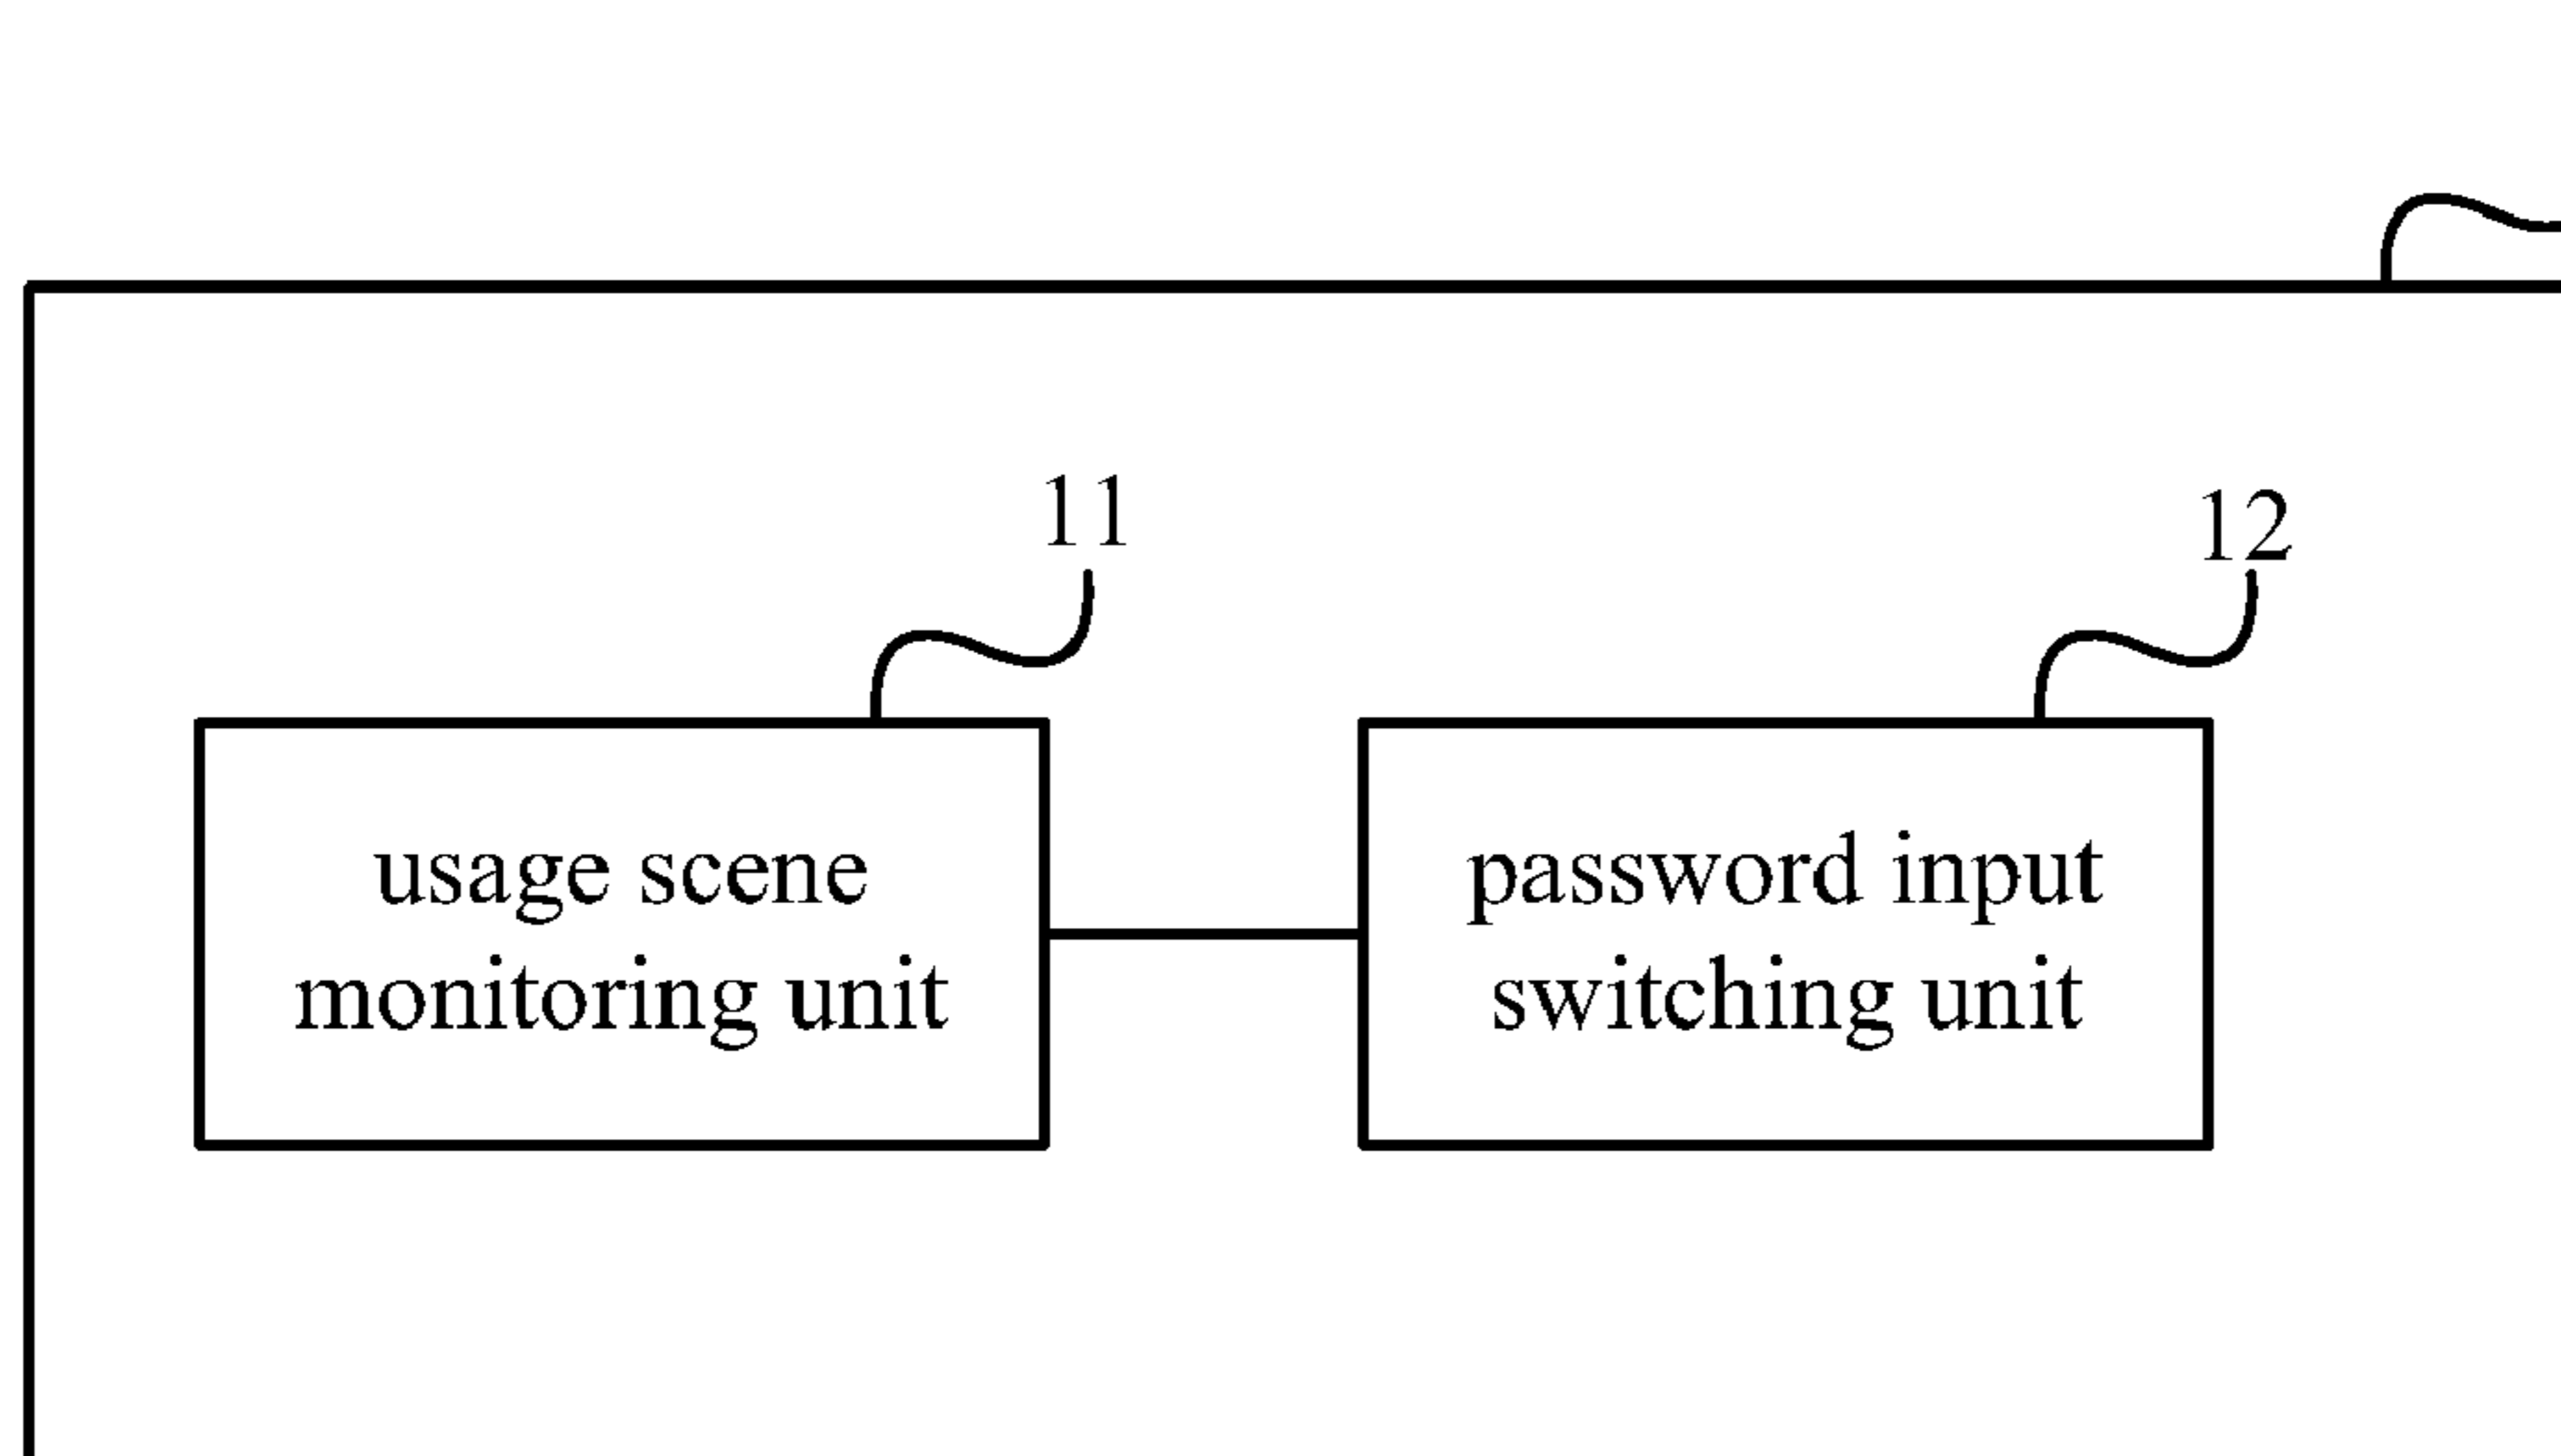 11
12
usage scene
monitoring unit
password input
switching unit